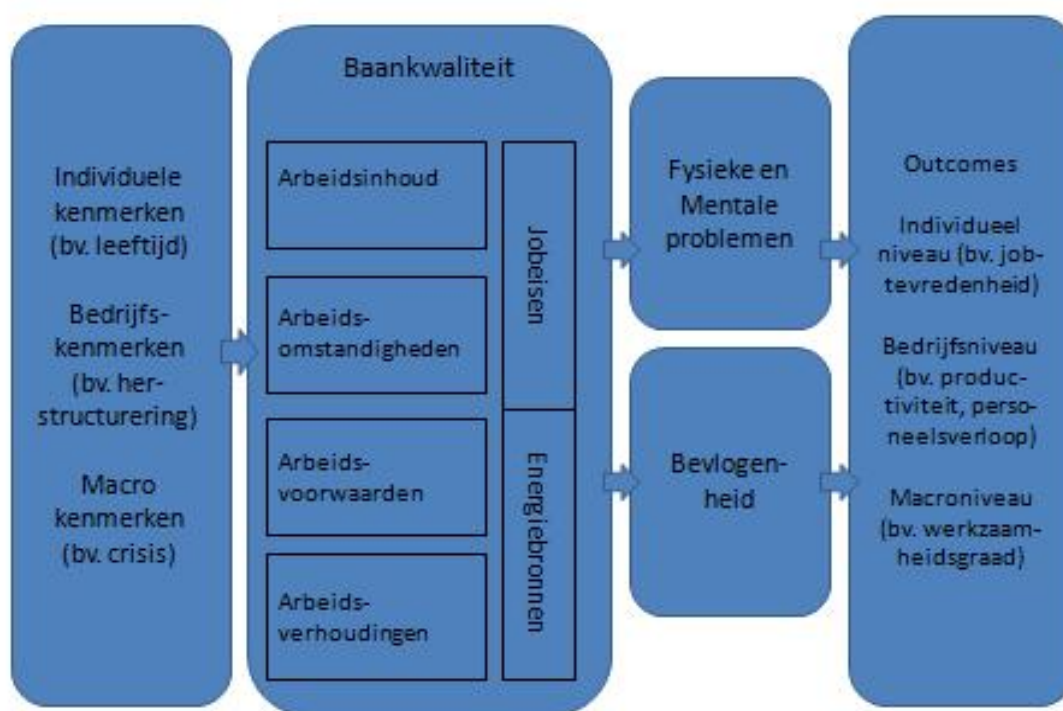 Individuele
kenmerken
(bv. leeftijd)
Bedrijfs-
kenmerken
(bv. her-
structurering)
Macro
kenmerken
(bv. crisis)
Baankwaliteit
Arbeidsinhoud
Arbeids-
omstandigheden
Arbeids-
voorwaarden
Arbeids-
verhoudingen
Jobeisen
Energiebronnen
Fysieke en
Mentale
problemen
Bevlogen-
heid
Outcomes
Individueel
niveau (bv. job-
tevredenheid)
Bedrijfsniveau
(bv. produc-
tiviteit, perso-
neelsverloop)
Macroniveau
(bv. werkzaam-
heidsgraad)